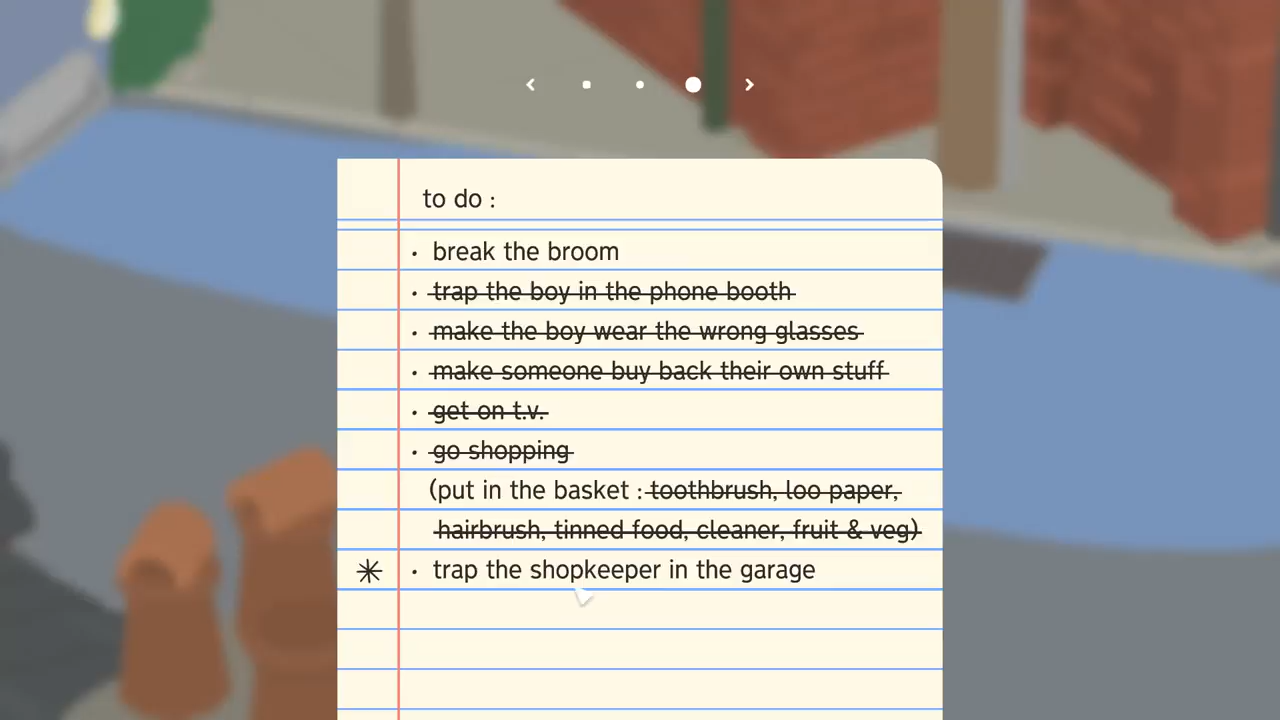 to do :
· break the broom
· trap the boy in the phone booth
· make the boy wear the wrong glasses
· make someone buy back their own stuff
· get on t.v.
· go shopping
(put in the basket : toothbrush, loo paper,
hairbrush, tinned food, cleaner, fruit & veg)
· trap the shopkeeper in the garage